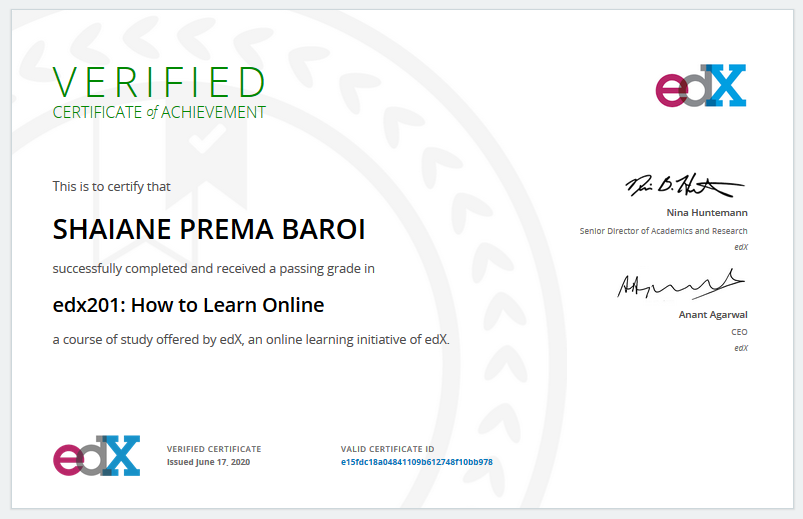 VERIFIED
CERTIFICATE of ACHIEVEMENT
edX
This is to certify that
SHAIANE PREMA BAROI
successfully completed and received a passing grade in
edx201: How to Learn Online
a course of study offered by edX, an online learning initiative of edX.
Nina Huntemann
Senior Director of Academics and Research
edX
Anant Agarwal
CEO
edX
edX
VERIFIED CERTIFICATE
Issued June 17, 2020
VALID CERTIFICATE ID
e15fdc18a04841109b612748f10bb978